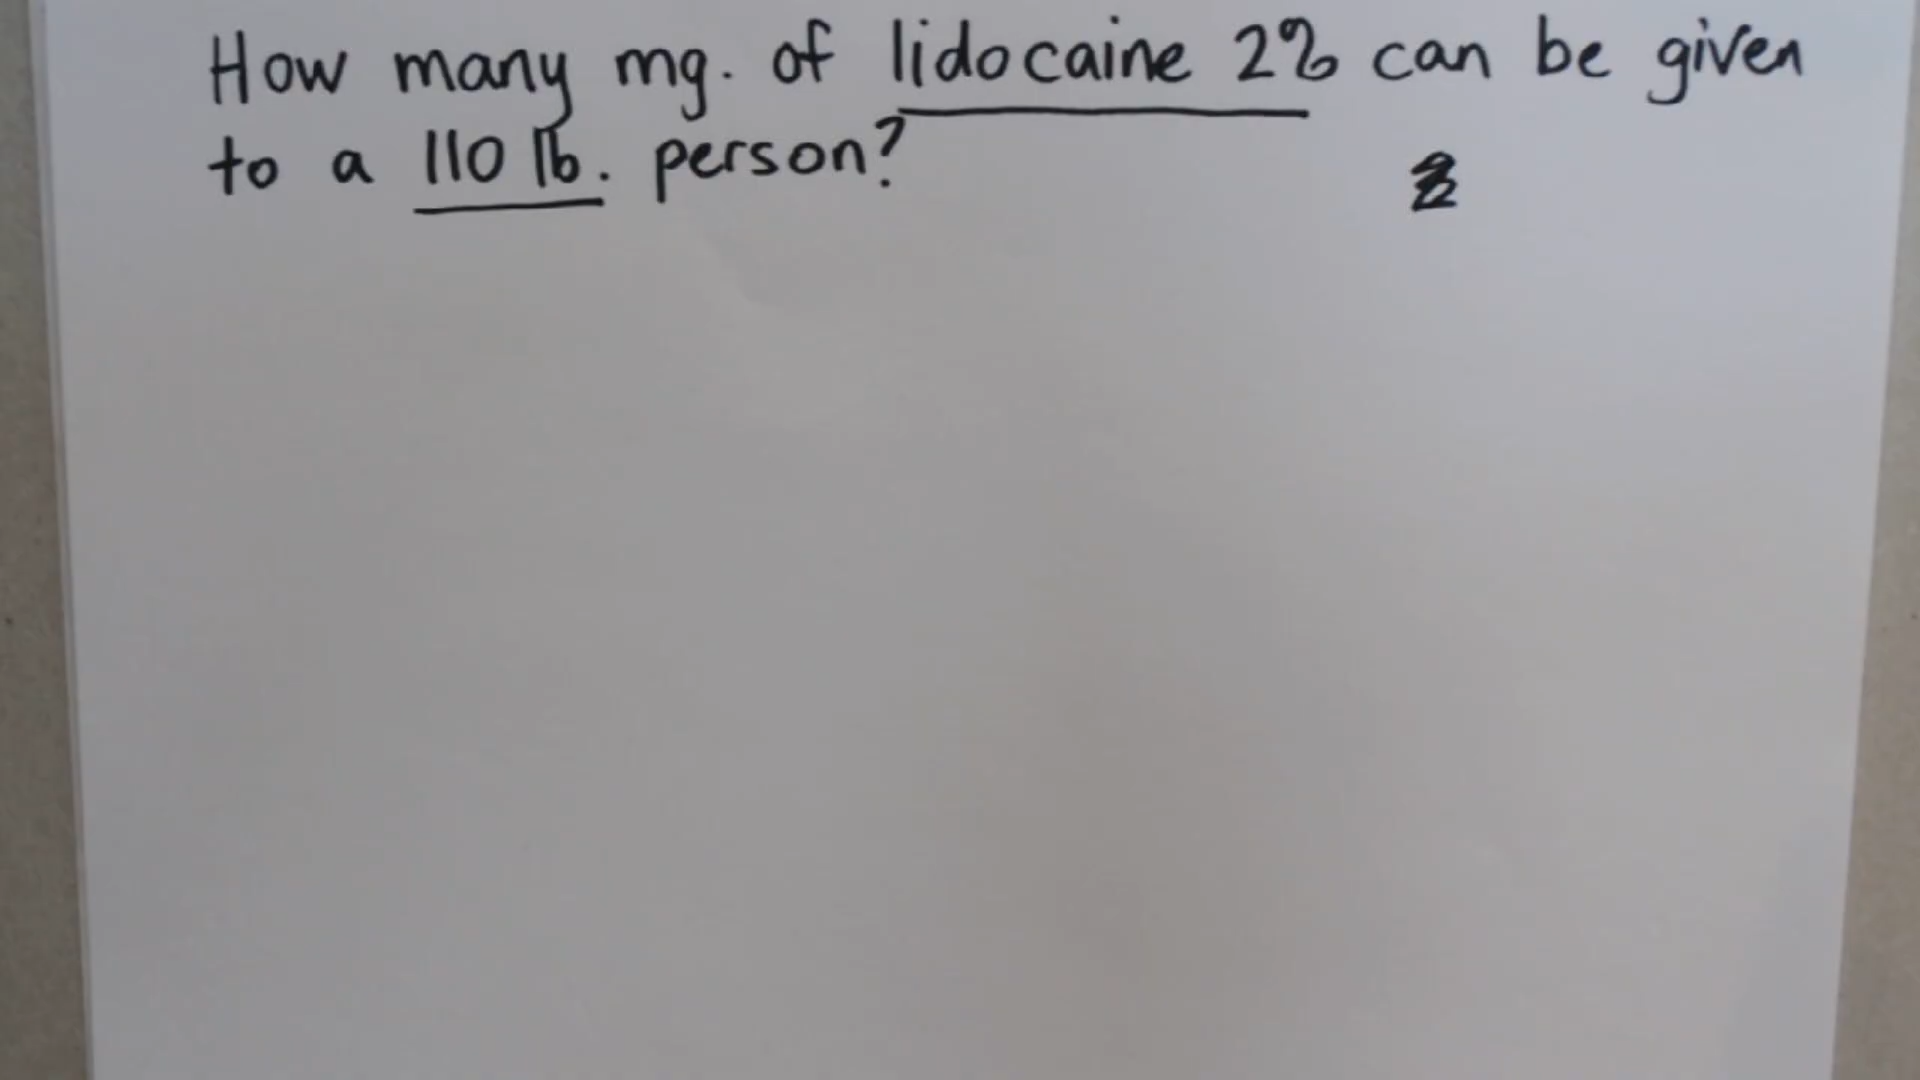 How many mg. of lidocaine 2% can be given
to a 110 lb. person?